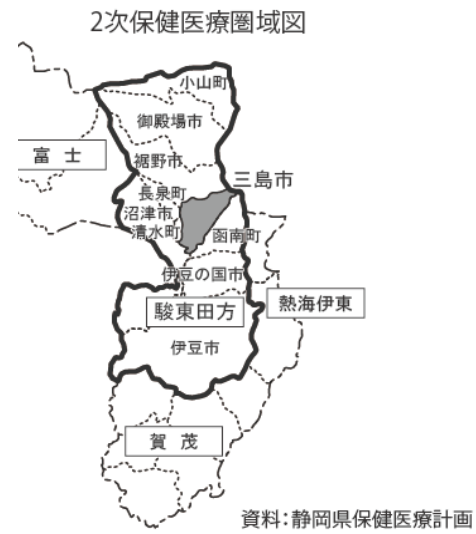 2次保健医療圏域図
小山町
御殿場市
富 士
裾野市
三島市
長泉町
沼津市
清水町
函南町
伊豆の国市
駿東田方
熱海伊東
伊豆市
賀 茂
資料：静岡県保健医療計画